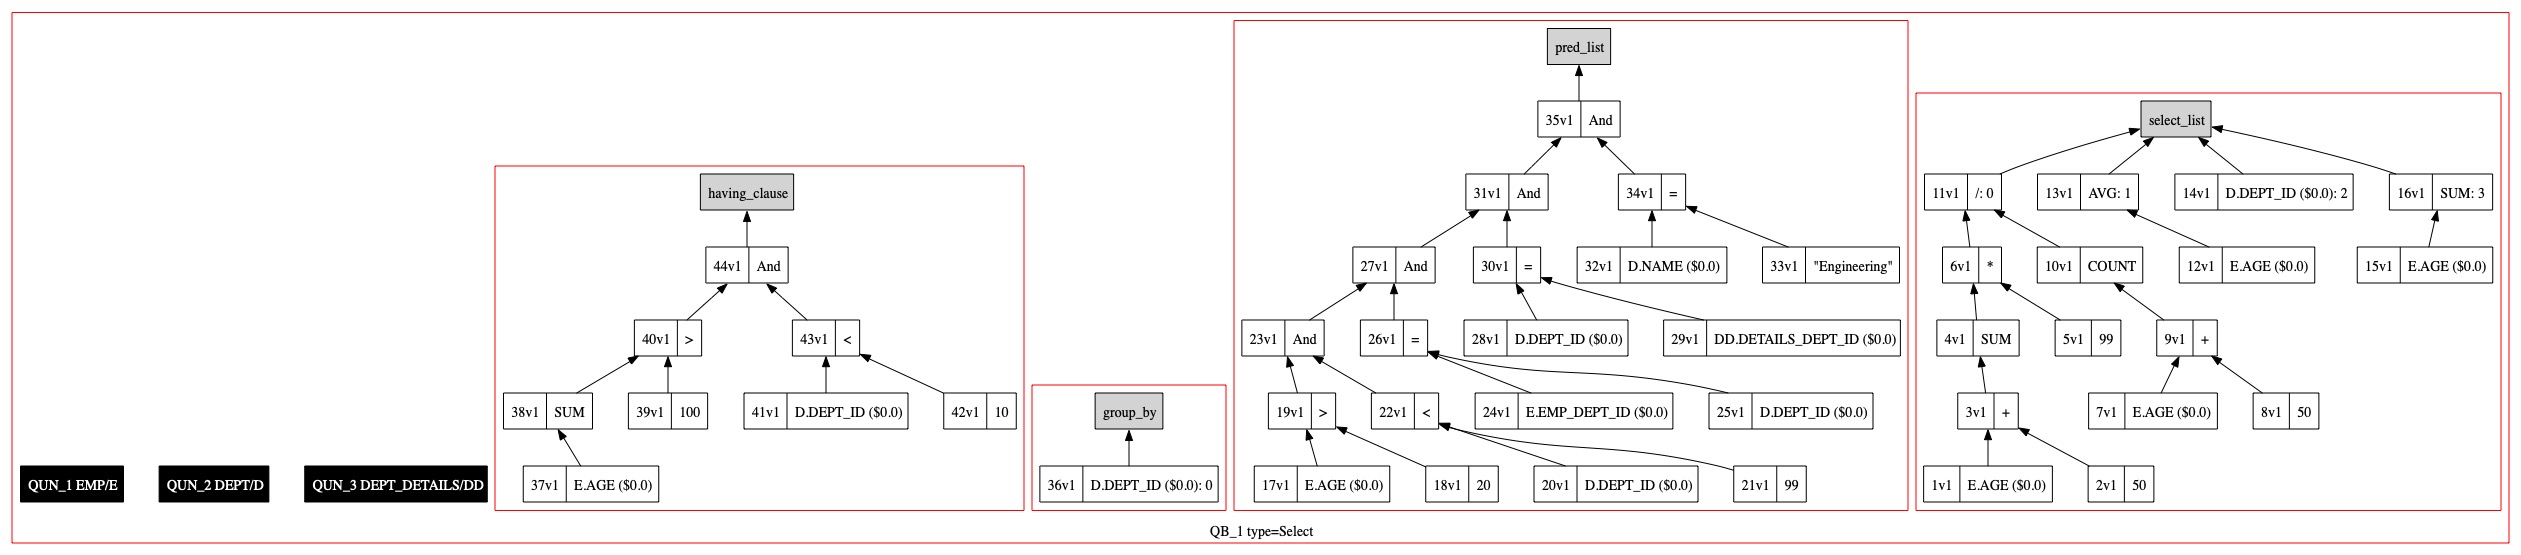 pred_list
select_list
35v1 And
having_clause
31v1 And
34v1 =
11v1 /: 0
13v1 AVG: 1
14v1 D.DEPT_ID ($0.0): 2
16v1 SUM: 3
44v1 And
27v1 And
30v1 =
32v1 D.NAME ($0.0)
33v1 "Engineering"
6v1 *
10v1 COUNT
12v1 E.AGE ($0.0)
15v1 E.AGE ($0.0)
40v1 >
43v1 <
23v1 And
26v1 =
28v1 D.DEPT_ID ($0.0)
29v1 DD.DETAILS_DEPT_ID ($0.0)
4v1 SUM
5v1 99
9v1 +
38v1 SUM
39v1 100
41v1 D.DEPT_ID ($0.0)
42v1 10
group_by
19v1 >
22v1 <
24v1 E.EMP_DEPT_ID ($0.0)
25v1 D.DEPT_ID ($0.0)
3v1 +
7v1 E.AGE ($0.0)
8v1 50
QUN_1 EMP/E
QUN_2 DEPT/D
QUN_3 DEPT_DETAILS/DD
37v1 E.AGE ($0.0)
36v1 D.DEPT_ID ($0.0): 0
17v1 E.AGE ($0.0)
18v1 20
20v1 D.DEPT_ID ($0.0)
21v1 99
1v1 E.AGE ($0.0)
2v1 50
QB_1 type=Select